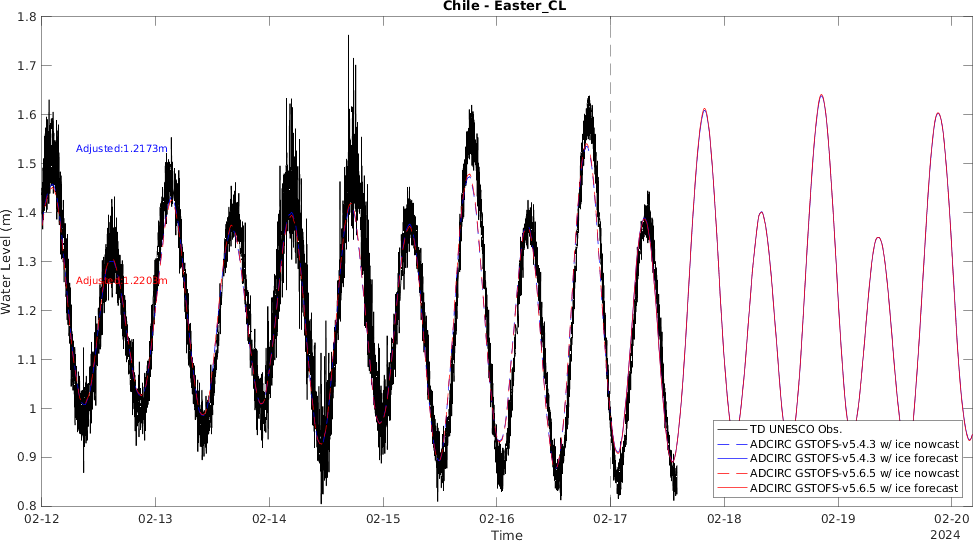 Chile - Easter_CL
1.8
1.7
1.6
1.5
1.4
1.3
1.2
1.1
1
0.9
0.8
Water Level (m)
Adjusted:1.2173m
TD UNESCO Obs.
ADCIRC GSTOFS-v5.4.3 w/ ice nowcast
ADCIRC GSTOFS-v5.4.3 w/ ice forecast
ADCIRC GSTOFS-v5.6.5 w/ ice nowcast
ADCIRC GSTOFS-v5.6.5 w/ ice forecast
02-12
02-13
02-14
02-15
02-16
02-17
02-18
02-19
02-20
Time
2024